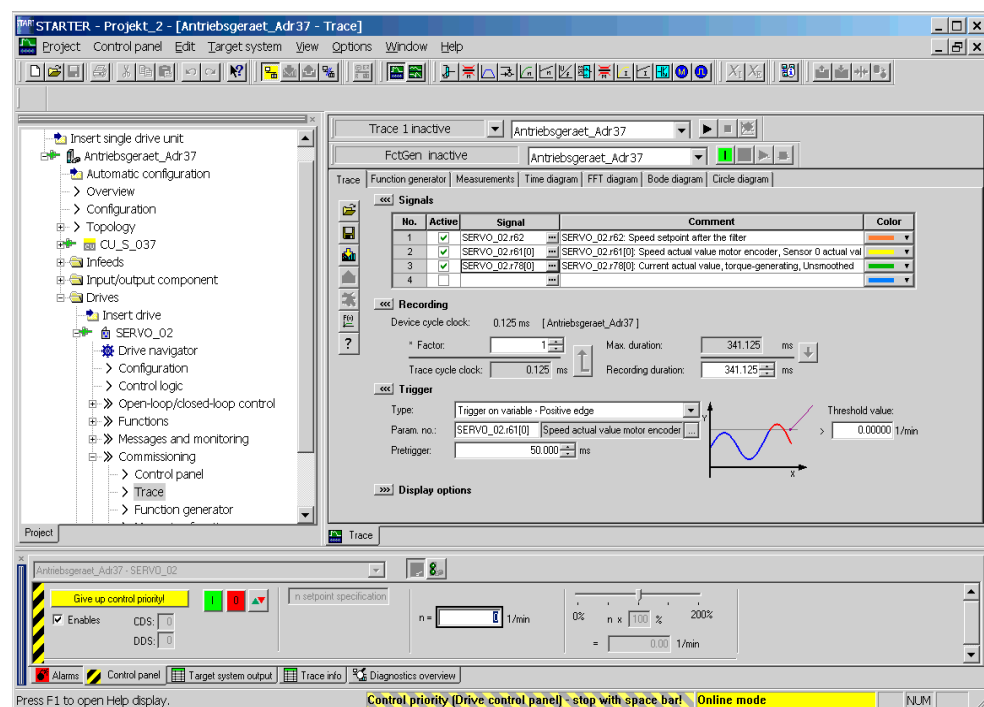 STARTER - Projekt_2 - [Antriebsgeraet_Adr37 - Trace]
Project Control panel Edit Target system View Options Window Help
Insert single drive unit
Antriebsgeraet_Adr37
Automatic configuration
Overview
Configuration
Topology
CU_S_037
Infeeds
Input/output component
Drives
Insert drive
SERVO_02
Drive navigator
Configuration
Control logic
Open-loop/closed-loop control
Functions
Messages and monitoring
Commissioning
Control panel
Trace
Function generator
Project
Trace 1 inactive Antriebsgeraet_Adr37
FctGen inactive Antriebsgeraet_Adr37
Trace Function generator Measurements Time diagram FFT diagram Bode diagram Circle diagram
Signals
No. Active Signal Comment Color
1 SERVO_02.r62 ... SERVO_02.r62: Speed setpoint after the filter
2 SERVO_02.r61[0] ... SERVO_02.r61[0]: Speed actual value motor encoder, Sensor 0 actual val
3 SERVO_02.r78[0] ... SERVO_02.r78[0]: Current actual value, torque-generating, Unsmoothed
4 ...
Recording
Device cycle clock: 0.125 ms [Antriebsgeraet_Adr37 ]
* Factor: 1 Max. duration: 341.125 ms
Trace cycle clock: 0.125 ms Recording duration: 341.125 ms
Trigger
Type: Trigger on variable - Positive edge
Param. no.: SERVO_02.r61[0] Speed actual value motor encoder ...
Pretrigger: 50.000 ms
Y
X
Threshold value:
> 0.00000 1/min
Display options
Trace
Antriebsgeraet_Adr37 - SERVO_02
Give up control priority!
I 0
n setpoint specification
Enables CDS: 0
DDS: 0
n = 0 1/min
0% n x 100 % 200%
= 0.00 1/min
Alarms Control panel Target system output Trace info Diagnostics overview
Press F1 to open Help display. Control priority [Drive control panel] - stop with space bar! Online mode NUM